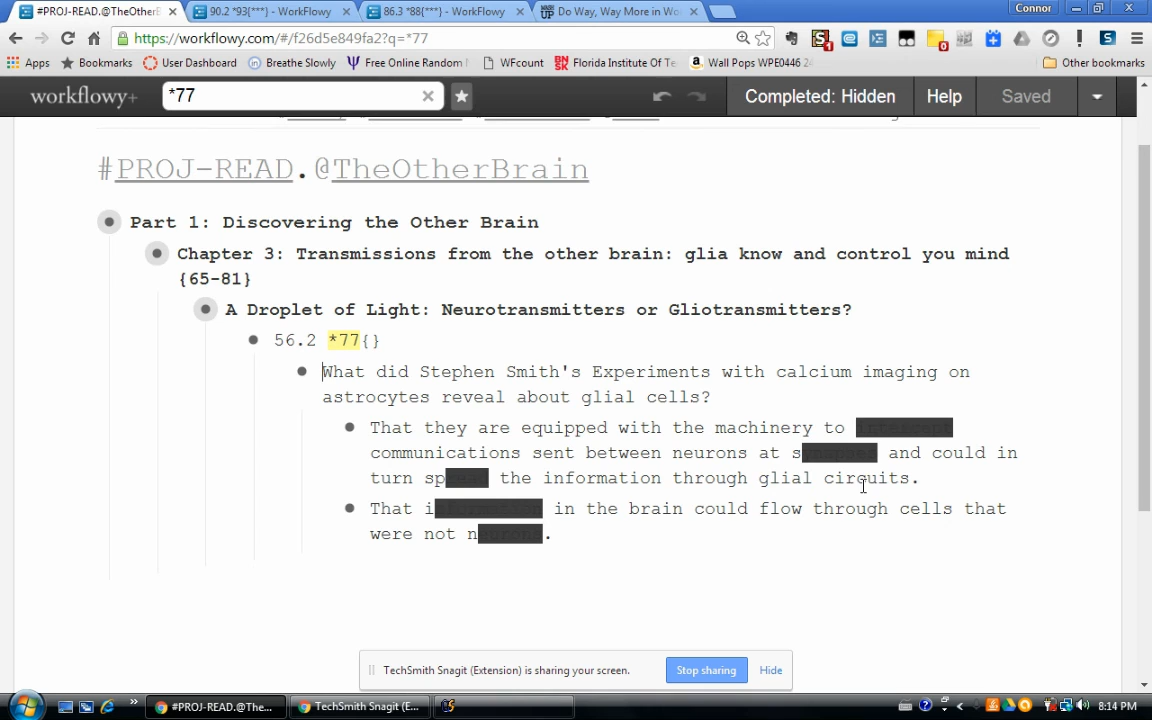 #PROJ-READ.@TheOtherB
90.2 *93{***} - WorkFlowy
86.3 *88{***} - WorkFlowy
Do Way, Way More in Wo
Connor
https://workflowy.com/#/f26d5e849fa2?q=*77
Apps
Bookmarks
User Dashboard
Breathe Slowly
Free Online Random
WFcount
Florida Institute Of Te
Wall Pops WPE0446 24
Other bookmarks
workflowy+
*77
Completed: Hidden
Help
Saved
#PROJ-READ.@TheOtherBrain
Part 1: Discovering the Other Brain
Chapter 3: Transmissions from the other brain: glia know and control you mind
{65-81}
A Droplet of Light: Neurotransmitters or Gliotransmitters?
56.2 *77{}
What did Stephen Smith's Experiments with calcium imaging on
astrocytes reveal about glial cells?
That they are equipped with the machinery to intercept
communications sent between neurons at synapses and could in
turn spread the information through glial circuits.
That information in the brain could flow through cells that
were not neurons.
TechSmith Snagit (Extension) is sharing your screen.
Stop sharing
Hide
#PROJ-READ.@The...
TechSmith Snagit (E...
8:14 PM